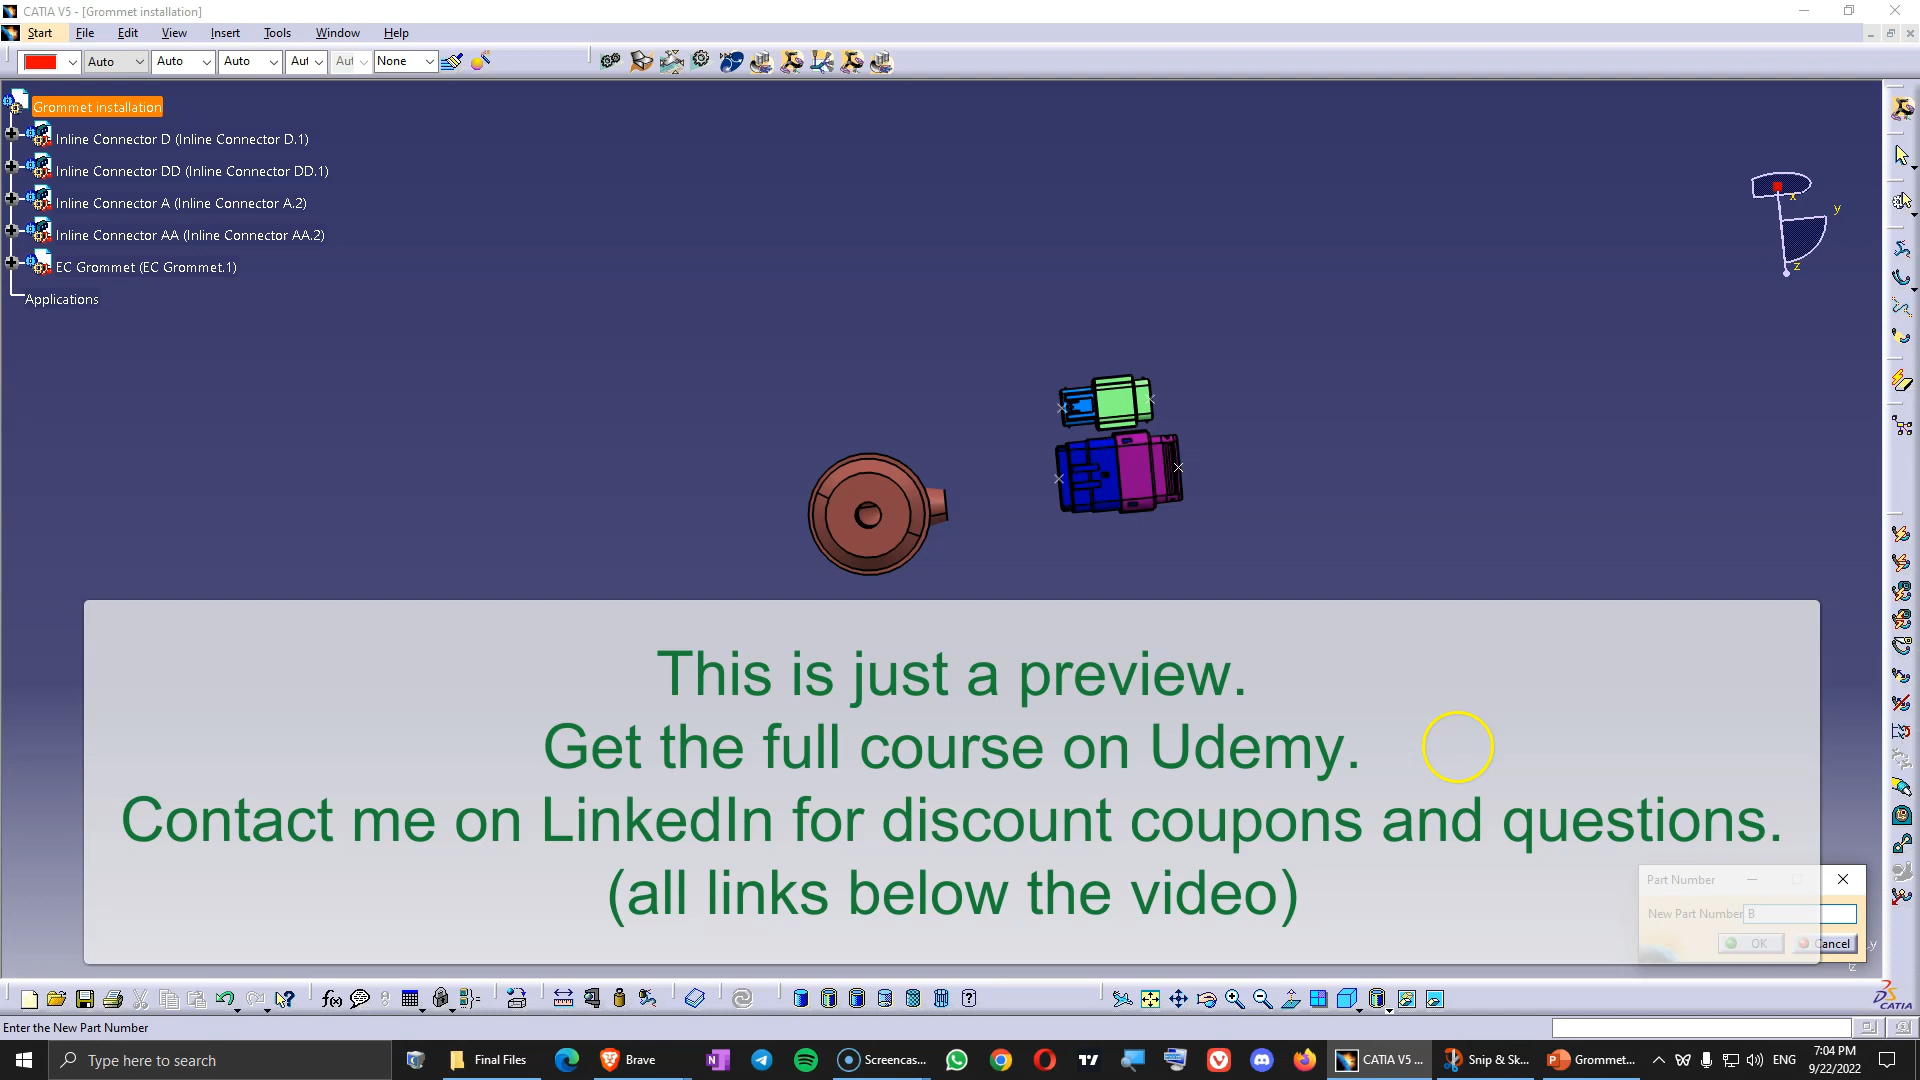 CATIA V5 - [Grommet installation]
Start File Edit View Insert Tools Window Help
Auto Auto Auto Aut Aut None
Grommet installation
Inline Connector D (Inline Connector D.1)
Inline Connector DD (Inline Connector DD.1)
Inline Connector A (Inline Connector A.2)
Inline Connector AA (Inline Connector AA.2)
EC Grommet (EC Grommet.1)
Applications
x
y
z
This is just a preview.
Get the full course on Udemy.
Contact me on LinkedIn for discount coupons and questions.
(all links below the video)
Part Number
New Part Number B
OK Cancel
CATIA
Enter the New Part Number
Type here to search
Final Files
Brave
Screencas...
CATIA V5 ...
Snip & Sk...
Grommet...
ENG
7:04 PM
9/22/2022